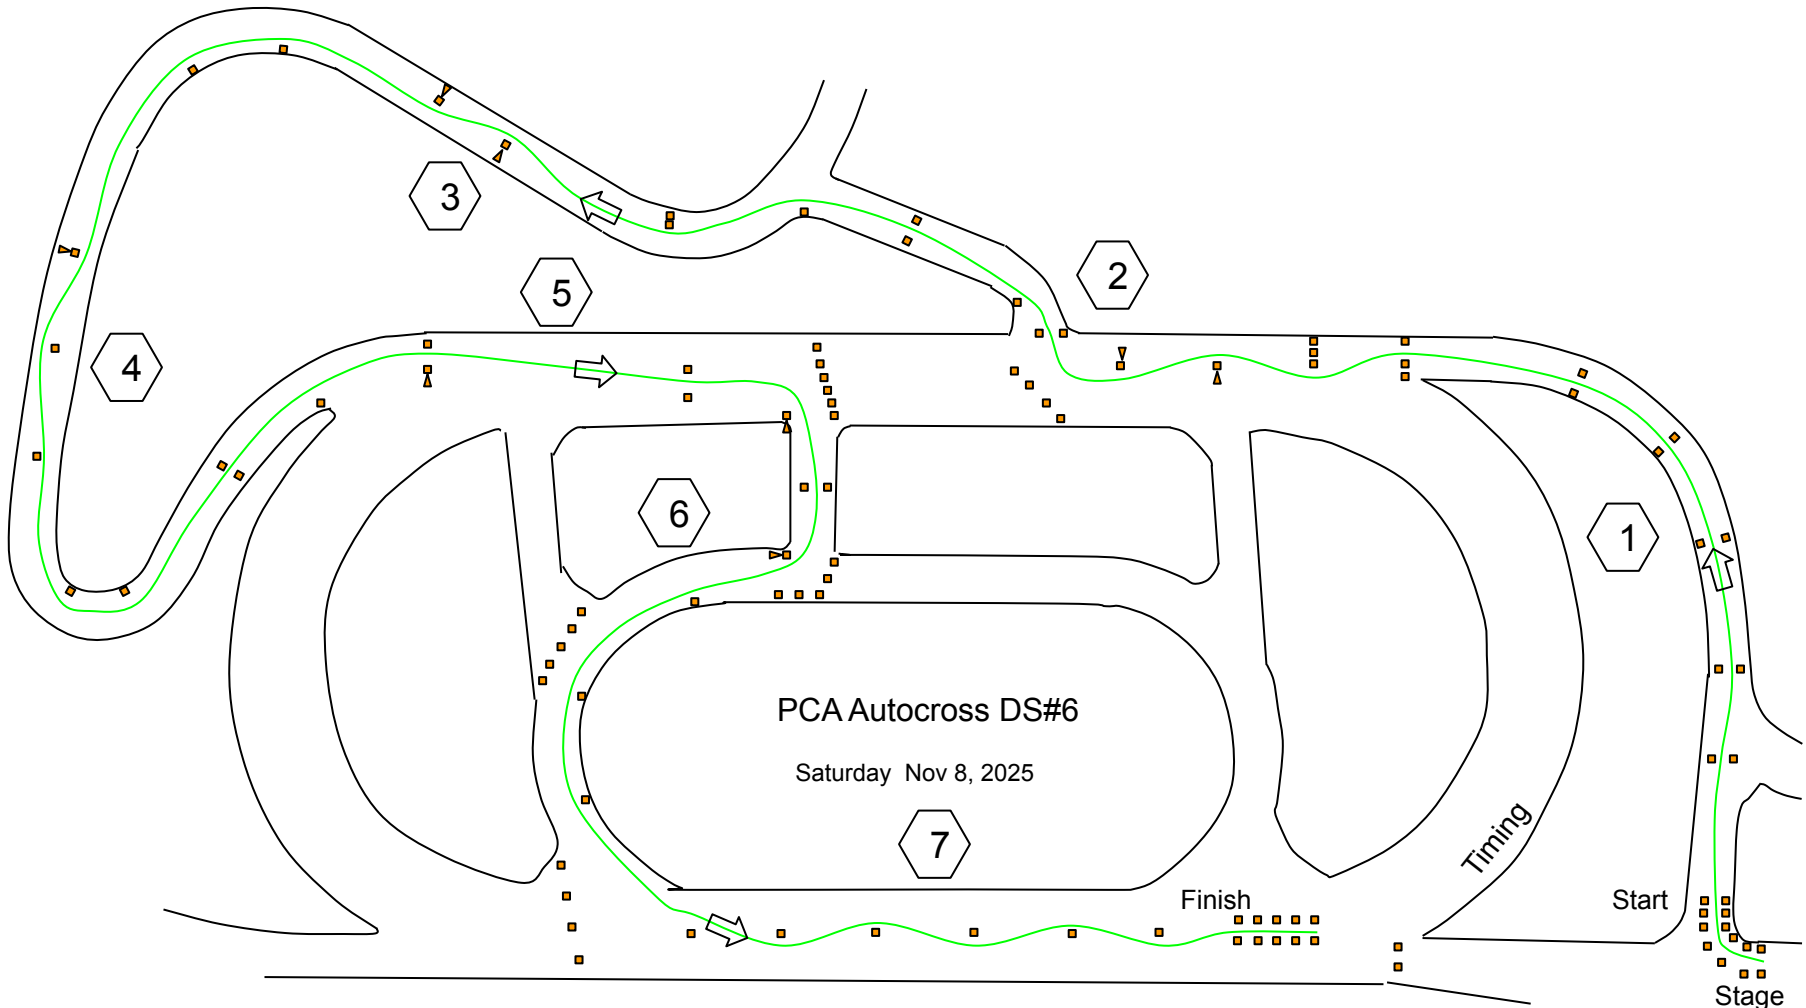 3
2
5
4
6
1
PCA Autocross DS#6
Saturday  Nov 8, 2025
7
Timing
Finish
Start
Stage